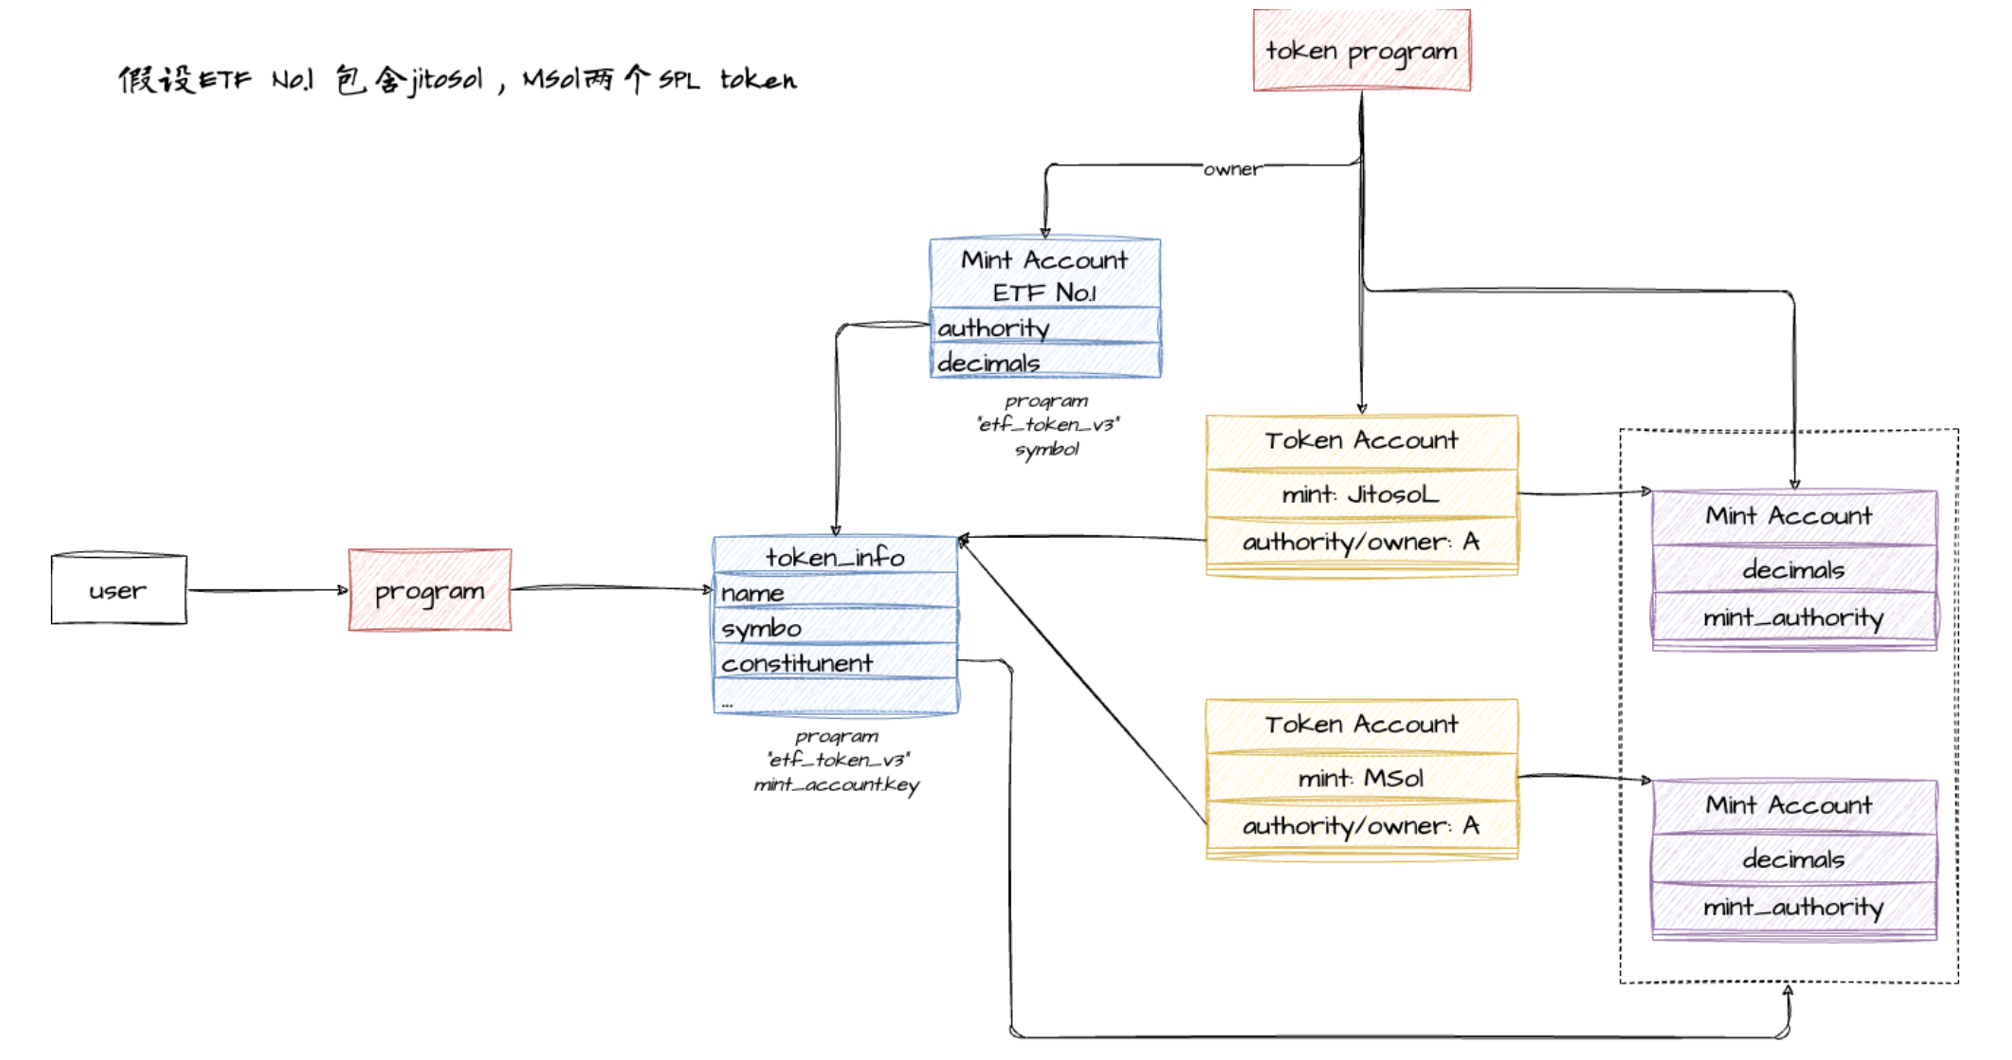 假设ETF No.1 包含jitosol，MSol两个SPL token
token program
owner
Mint Account
ETF No.1
authority
decimals
program
"etf_token_v3"
symbol
user
program
token_info
name
symbo
constitunent
...
program
"etf_token_v3"
mint_account.key
Token Account
mint: JitosoL
authority/owner: A
Token Account
mint: MSol
authority/owner: A
Mint Account
decimals
mint_authority
Mint Account
decimals
mint_authority